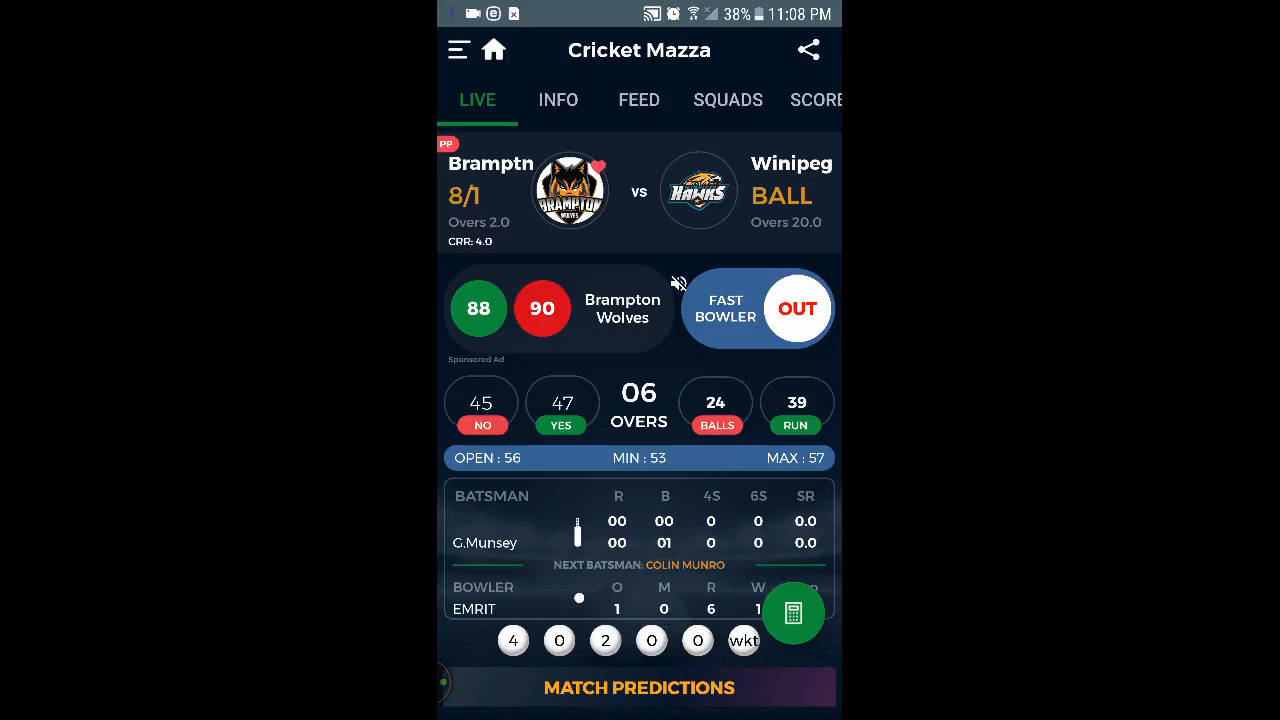 38% 11:08 PM
Cricket Mazza
LIVE INFO FEED SQUADS SCORE
PP
Bramptn vs Winipeg
8/1 BALL
Overs 2.0 Overs 20.0
CRR: 4.0
BRAMPTON
WOLVES
HAWKS
88 90 Brampton Wolves
FAST BOWLER OUT
Sponsored Ad
45 47 06 24 39
NO YES OVERS BALLS RUN
OPEN : 56 MIN : 53 MAX : 57
BATSMAN R B 4S 6S SR
00 00 0 0 0.0
G.Munsey 00 01 0 0 0.0
NEXT BATSMAN: COLIN MUNRO
BOWLER O M R W
EMRIT 1 0 6 1
4 0 2 0 0 wkt
MATCH PREDICTIONS